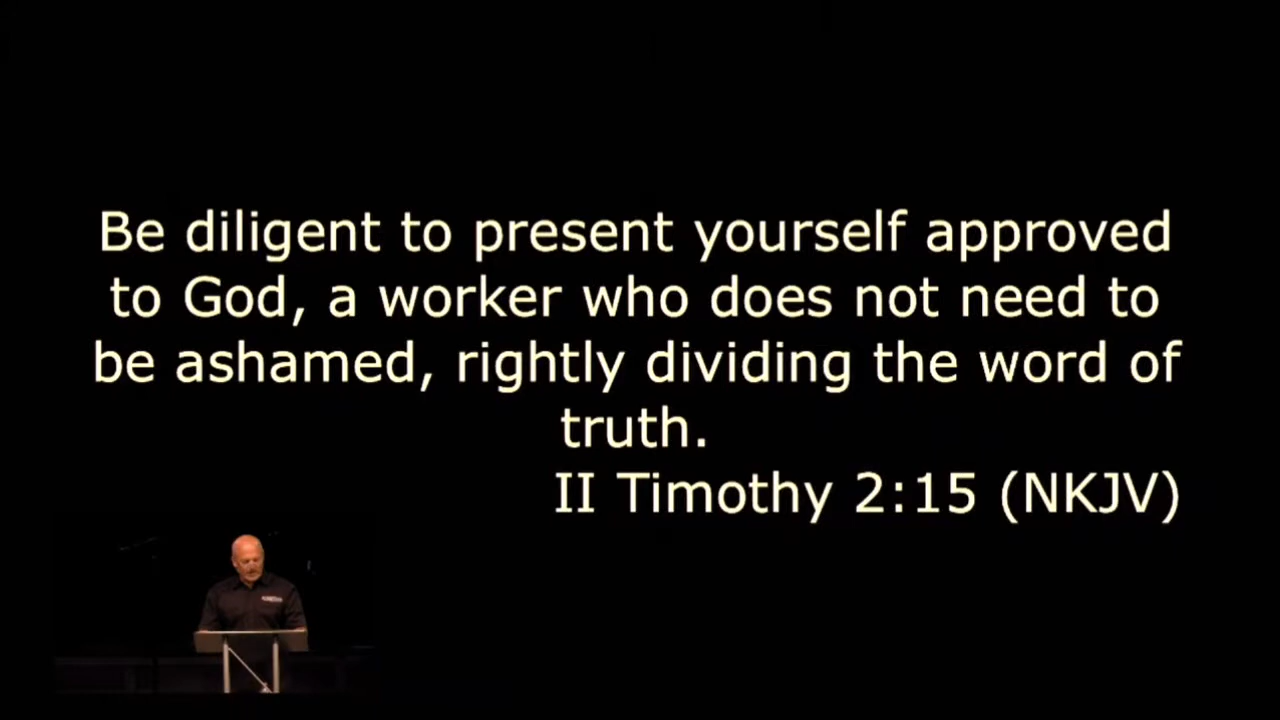 Be diligent to present yourself approved
to God, a worker who does not need to
be ashamed, rightly dividing the word of
truth.
II Timothy 2:15 (NKJV)